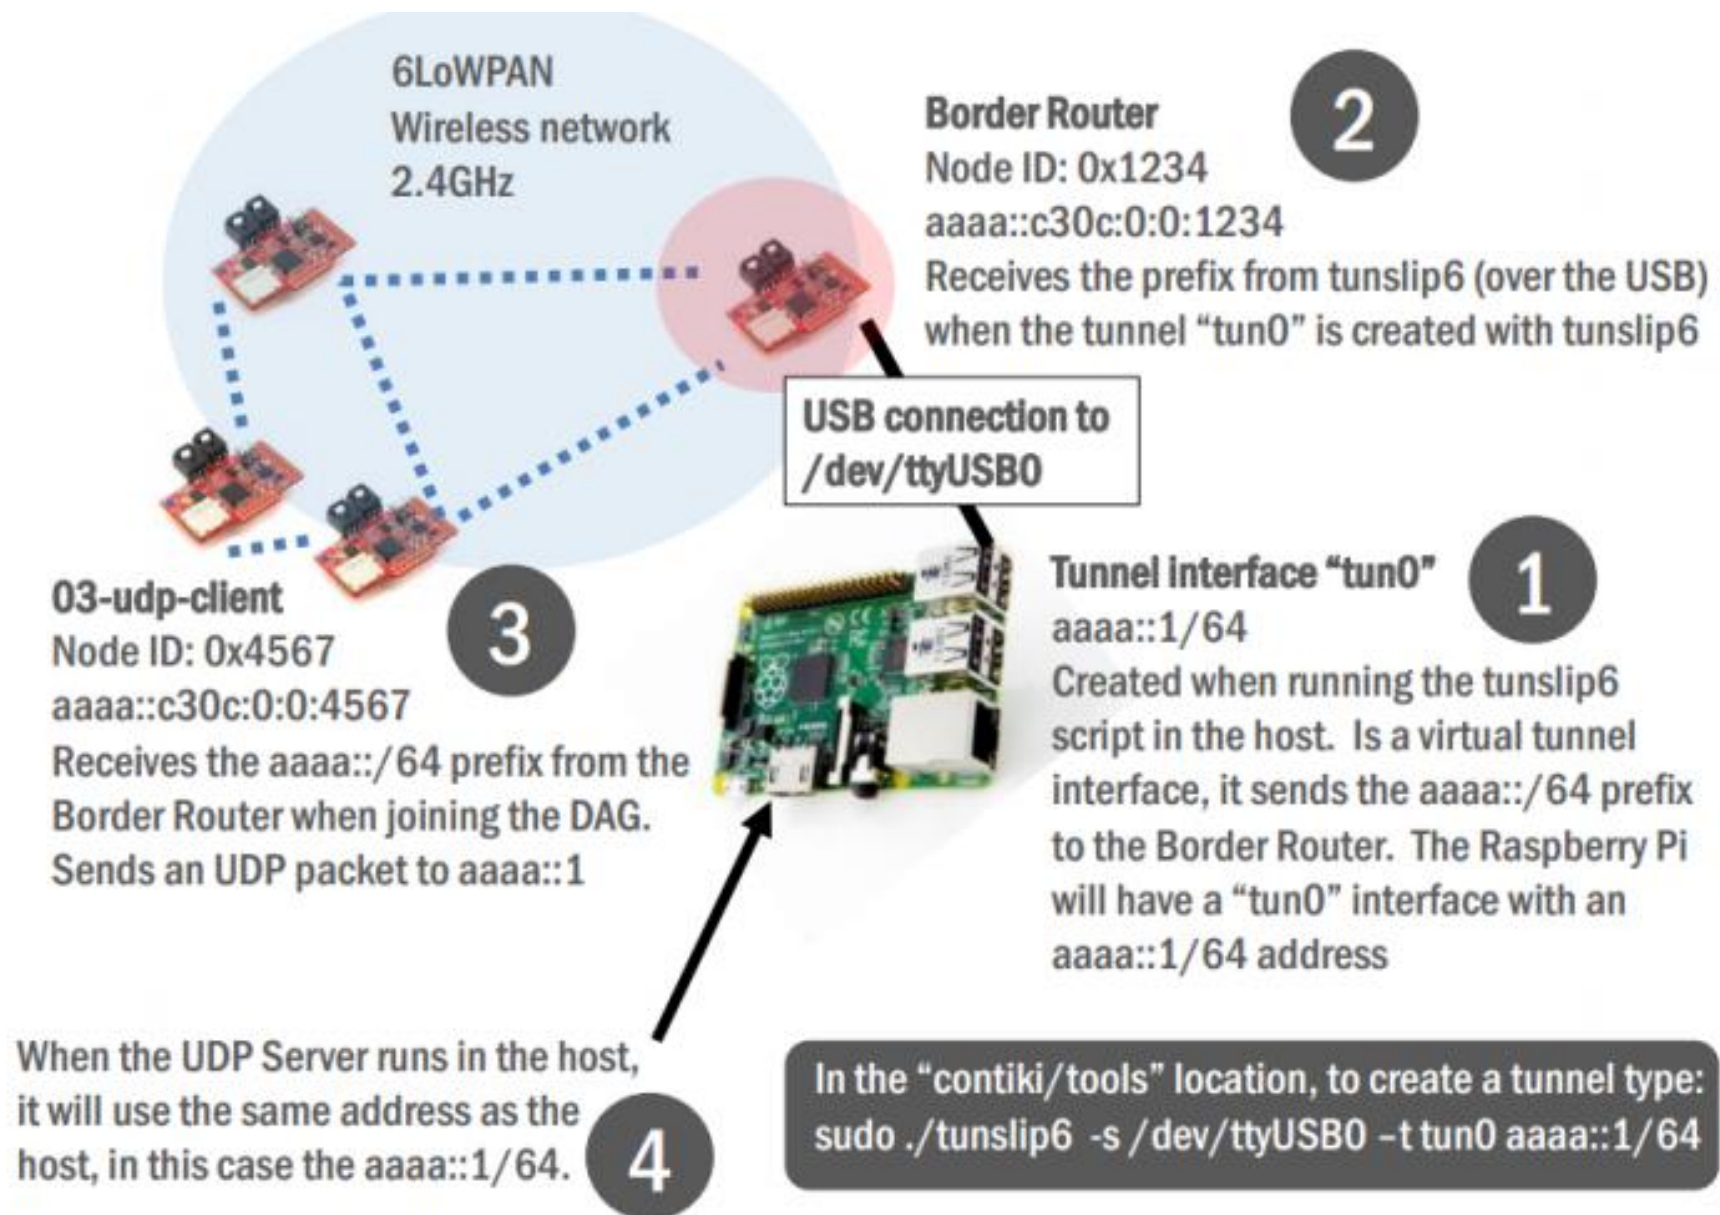 6LoWPAN
Wireless network
2.4GHz
Border Router
Node ID: 0x1234
aaaa::c30c:0:0:1234
Receives the prefix from tunslip6 (over the USB)
when the tunnel “tun0” is created with tunslip6
2
USB connection to
/dev/ttyUSB0
Tunnel interface “tun0”
aaaa::1/64
Created when running the tunslip6
script in the host. Is a virtual tunnel
interface, it sends the aaaa::/64 prefix
to the Border Router. The Raspberry Pi
will have a “tun0” interface with an
aaaa::1/64 address
1
03-udp-client
Node ID: 0x4567
aaaa::c30c:0:0:4567
Receives the aaaa::/64 prefix from the
Border Router when joining the DAG.
Sends an UDP packet to aaaa::1
3
When the UDP Server runs in the host,
it will use the same address as the
host, in this case the aaaa::1/64.
4
In the “contiki/tools” location, to create a tunnel type:
sudo ./tunslip6 -s /dev/ttyUSB0 –t tun0 aaaa::1/64